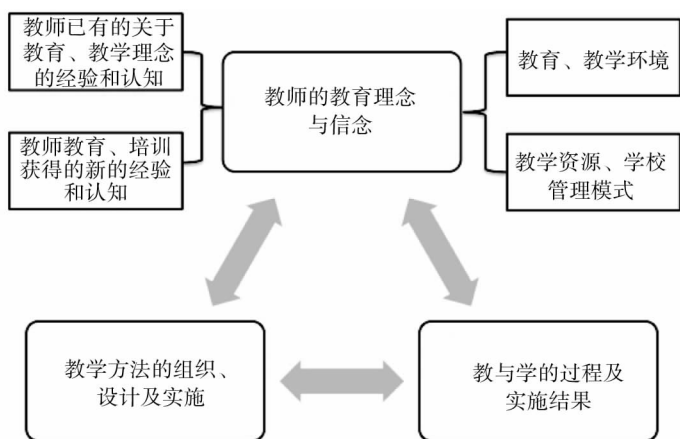 教师已有的关于
教育、教学理念
的经验和认知
教师教育、培训
获得的新的经验
和认知
教师的教育理念
与信念
教育、教学环境
教学资源、学校
管理模式
教学方法的组织、
设计及实施
教与学的过程及
实施结果